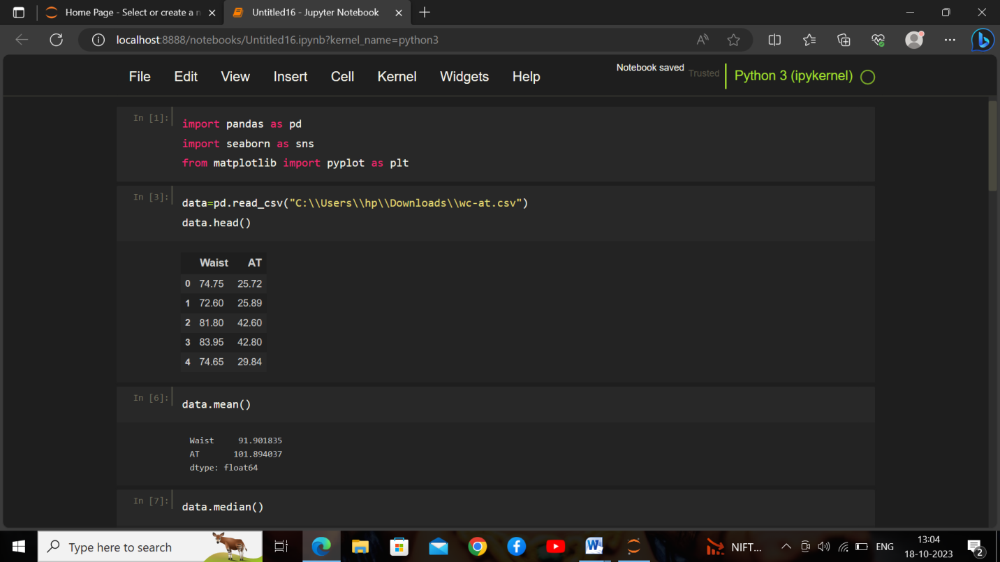 Home Page - Select or create a n
Untitled16 - Jupyter Notebook
localhost:8888/notebooks/Untitled16.ipynb?kernel_name=python3
File Edit View Insert Cell Kernel Widgets Help
Notebook saved Trusted Python 3 (ipykernel)
In [1]: import pandas as pd
import seaborn as sns
from matplotlib import pyplot as plt
In [3]: data=pd.read_csv("C:\\Users\\hp\\Downloads\\wc-at.csv")
data.head()
Waist AT
0 74.75 25.72
1 72.60 25.89
2 81.80 42.60
3 83.95 42.80
4 74.65 29.84
In [6]: data.mean()
Waist 91.901835
AT 101.894037
dtype: float64
In [7]: data.median()
Type here to search
NIFT...
ENG
13:04
18-10-2023
2